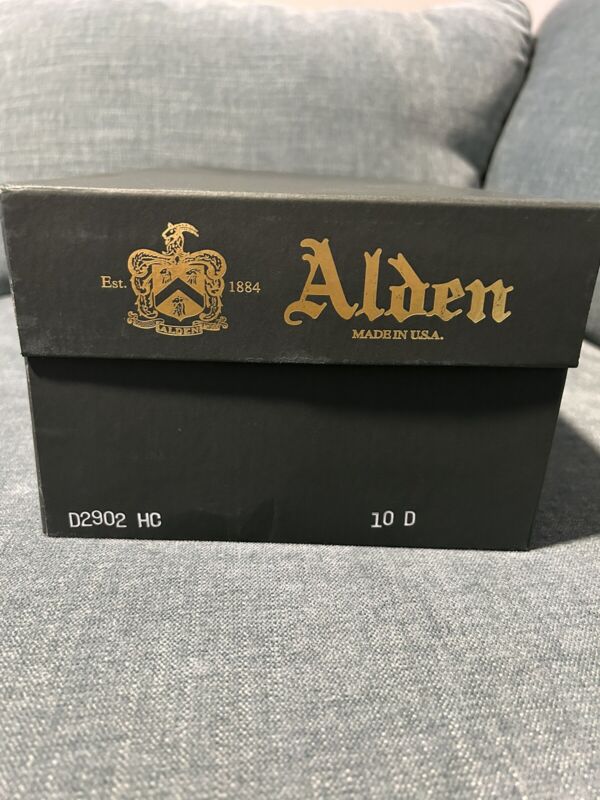 Est. 1884
ALDEN
Alden
MADE IN U.S.A.
D2902 HC 10 D